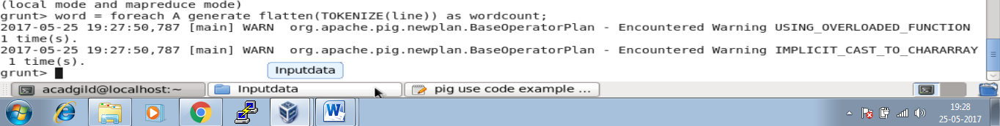 (local mode and mapreduce mode)
grunt> word = foreach A generate flatten(TOKENIZE(line)) as wordcount;
2017-05-25 19:27:50,787 [main] WARN  org.apache.pig.newplan.BaseOperatorPlan - Encountered Warning USING_OVERLOADED_FUNCTION
1 time(s).
2017-05-25 19:27:50,787 [main] WARN  org.apache.pig.newplan.BaseOperatorPlan - Encountered Warning IMPLICIT_CAST_TO_CHARARRAY
 1 time(s).
grunt>
Inputdata
acadgild@localhost:~ Inputdata pig use code example ...
19:28
25-05-2017